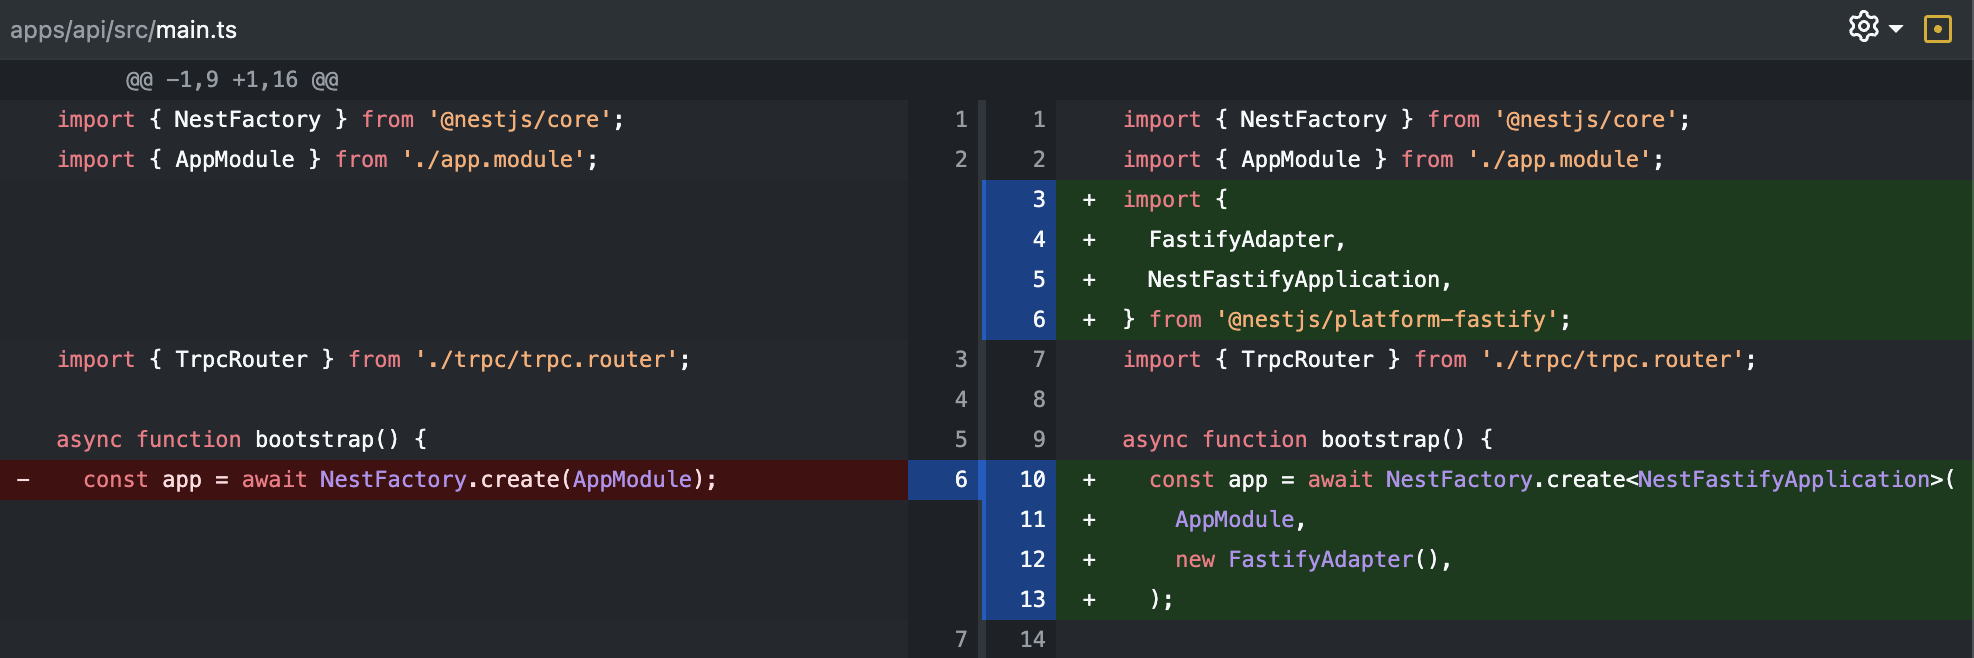 apps/api/src/main.ts
@@ -1,9 +1,16 @@
import { NestFactory } from '@nestjs/core'; 1
import { AppModule } from './app.module'; 2
import { TrpcRouter } from './trpc/trpc.router'; 3
4
async function bootstrap() { 5
-   const app = await NestFactory.create(AppModule); 6
7
1 import { NestFactory } from '@nestjs/core';
2 import { AppModule } from './app.module';
3 + import {
4 +   FastifyAdapter,
5 +   NestFastifyApplication,
6 + } from '@nestjs/platform-fastify';
7 import { TrpcRouter } from './trpc/trpc.router';
8
9 async function bootstrap() {
10 +   const app = await NestFactory.create<NestFastifyApplication>(
11 +     AppModule,
12 +     new FastifyAdapter(),
13 +   );
14